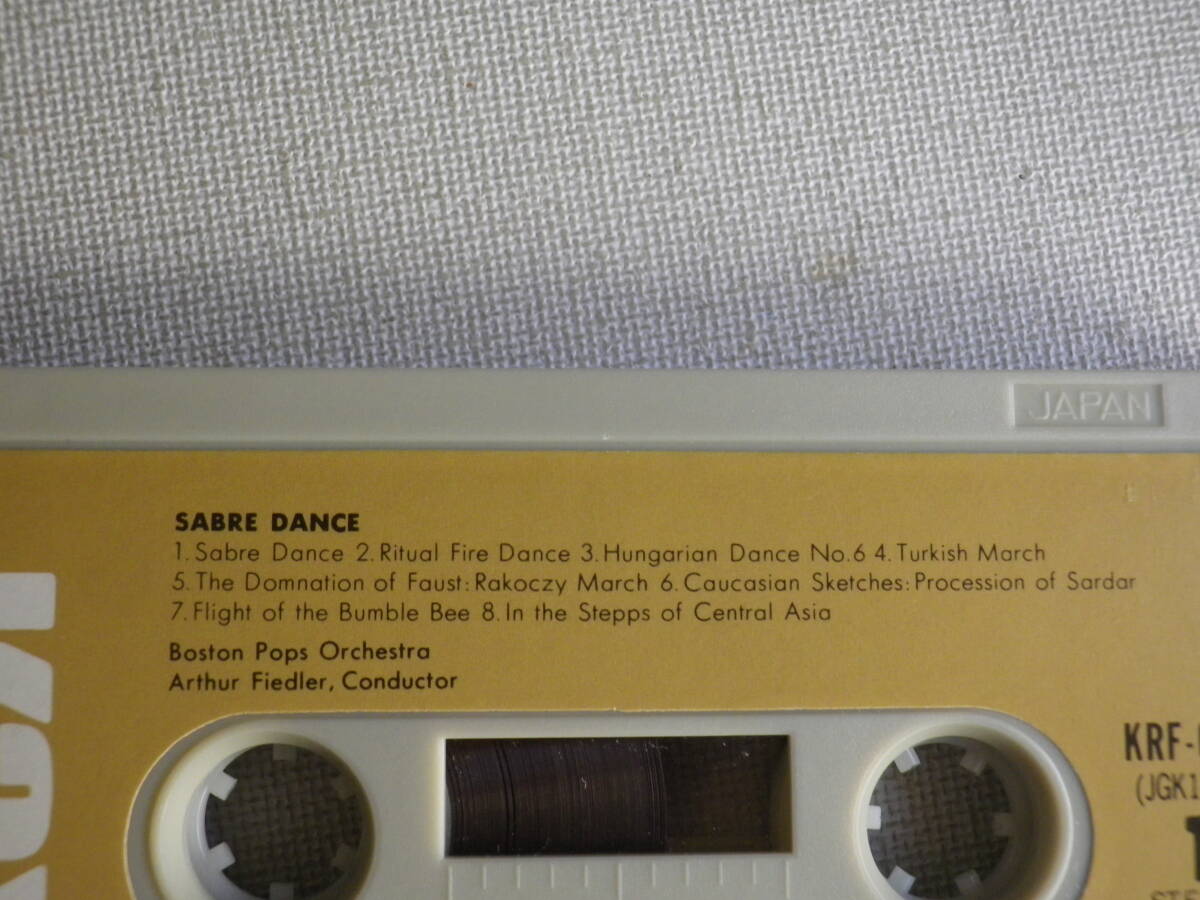 JAPAN
SABRE DANCE
1.Sabre Dance 2.Ritual Fire Dance 3.Hungarian Dance No.6 4.Turkish March
5.The Domnation of Faust:Rakoczy March 6.Caucasian Sketches:Procession of Sardar
7.Flight of the Bumble Bee 8.In the Stepps of Central Asia
Boston Pops Orchestra
Arthur Fiedler, Conductor
KRF-
(JGK1